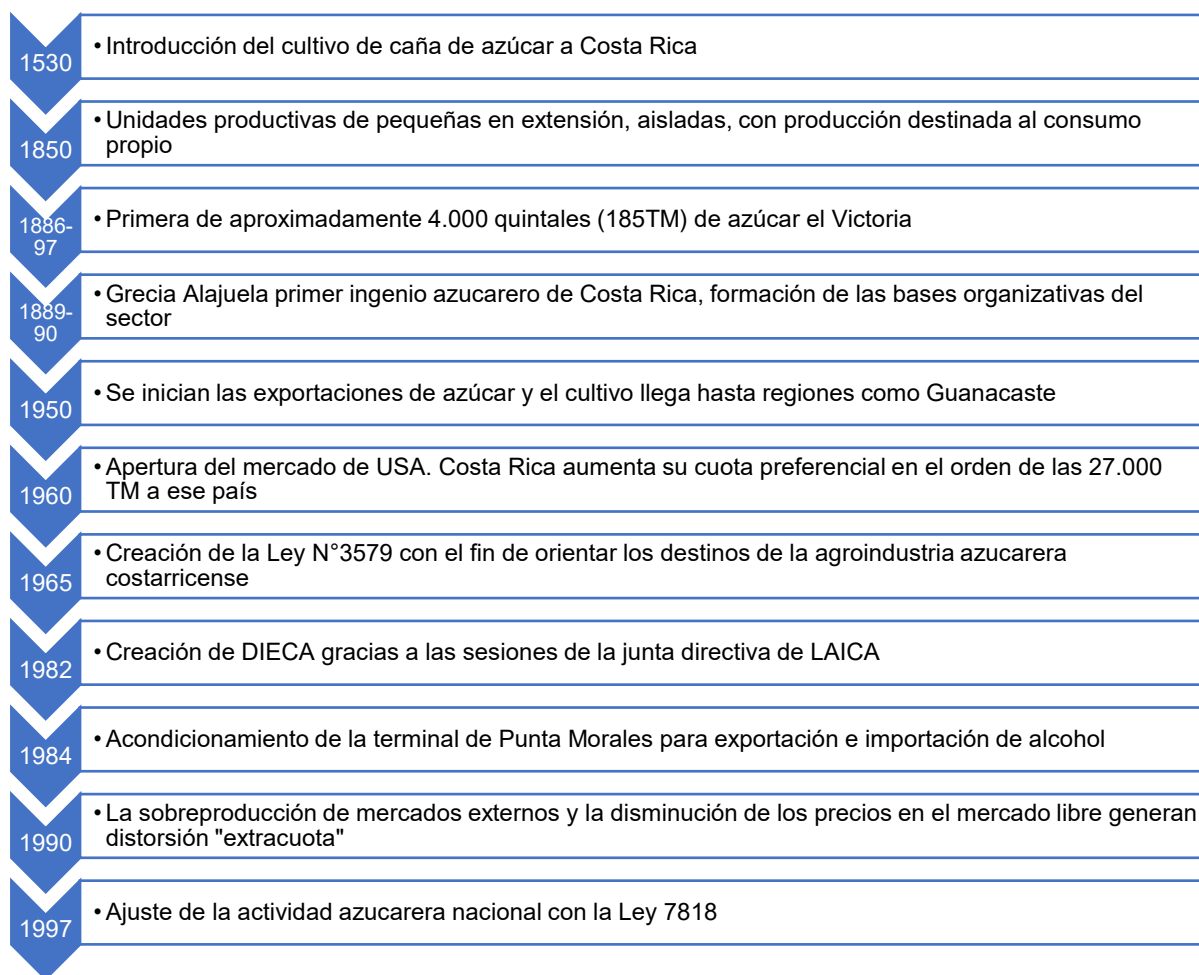 1530
• Introducción del cultivo de caña de azúcar a Costa Rica
1850
• Unidades productivas de pequeñas en extensión, aisladas, con producción destinada al consumo
propio
1886-
97
• Primera de aproximadamente 4.000 quintales (185TM) de azúcar el Victoria
1889-
90
• Grecia Alajuela primer ingenio azucarero de Costa Rica, formación de las bases organizativas del
sector
1950
• Se inician las exportaciones de azúcar y el cultivo llega hasta regiones como Guanacaste
1960
• Apertura del mercado de USA. Costa Rica aumenta su cuota preferencial en el orden de las 27.000
TM a ese país
1965
• Creación de la Ley N°3579 con el fin de orientar los destinos de la agroindustria azucarera
costarricense
1982
• Creación de DIECA gracias a las sesiones de la junta directiva de LAICA
1984
• Acondicionamiento de la terminal de Punta Morales para exportación e importación de alcohol
1990
• La sobreproducción de mercados externos y la disminución de los precios en el mercado libre generan
distorsión "extracuota"
1997
• Ajuste de la actividad azucarera nacional con la Ley 7818